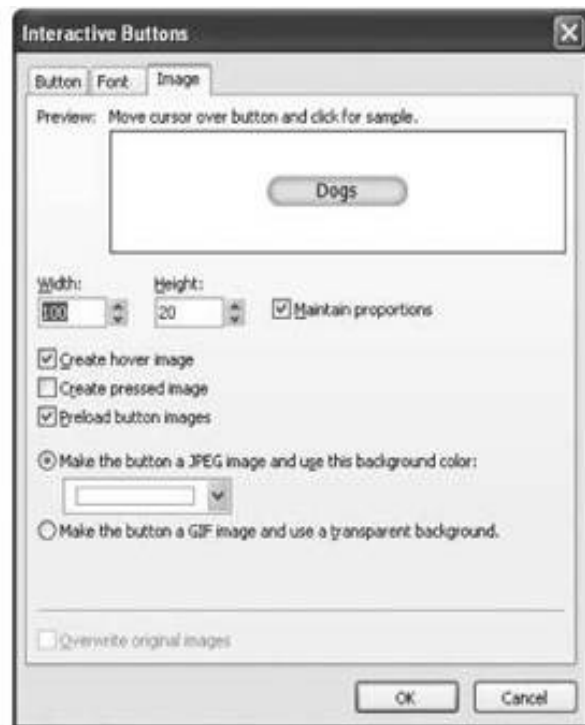 Interactive Buttons
Button Font Image
Preview: Move cursor over button and click for sample.
Dogs
Width: Height:
100 20 Maintain proportions
Create hover image
Create pressed image
Preload button images
Make the button a JPEG image and use this background color:
Make the button a GIF image and use a transparent background.
Overwrite original images
OK Cancel